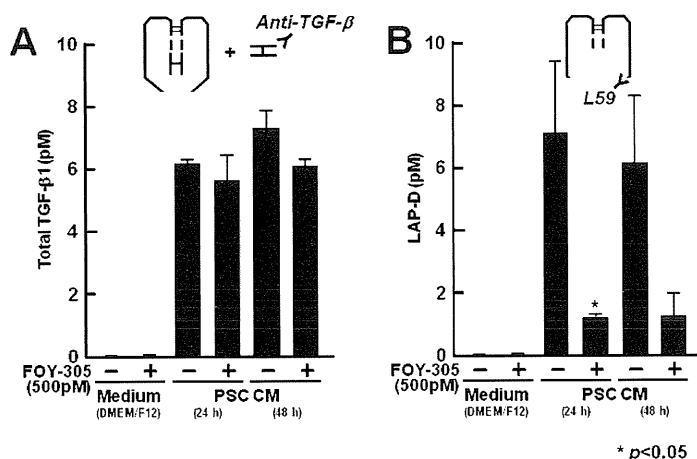 A
+
Anti-TGF-β
Total TGF-β1(pM)
10
8
6
4
2
0
FOY-305
(500pM)
− + − + − +
Medium
(DMEM/F12)
PSC CM
(24 h)
(48 h)
B
L59
LAP-D (pM)
10
8
6
4
2
0
*
FOY-305
(500pM)
− + − + − +
Medium
(DMEM/F12)
PSC CM
(24 h)
(48 h)
* p<0.05